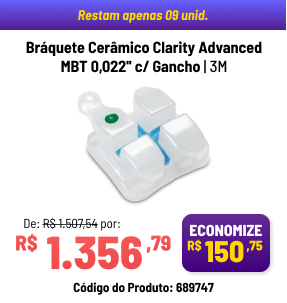 Restam apenas 09 unid.
Bráquete Cerâmico Clarity Advanced
MBT 0,022" c/ Gancho | 3M
De: R$ 1.507,54 por:
R$ 1.356,79
ECONOMIZE
R$ 150,75
Código do Produto: 689747